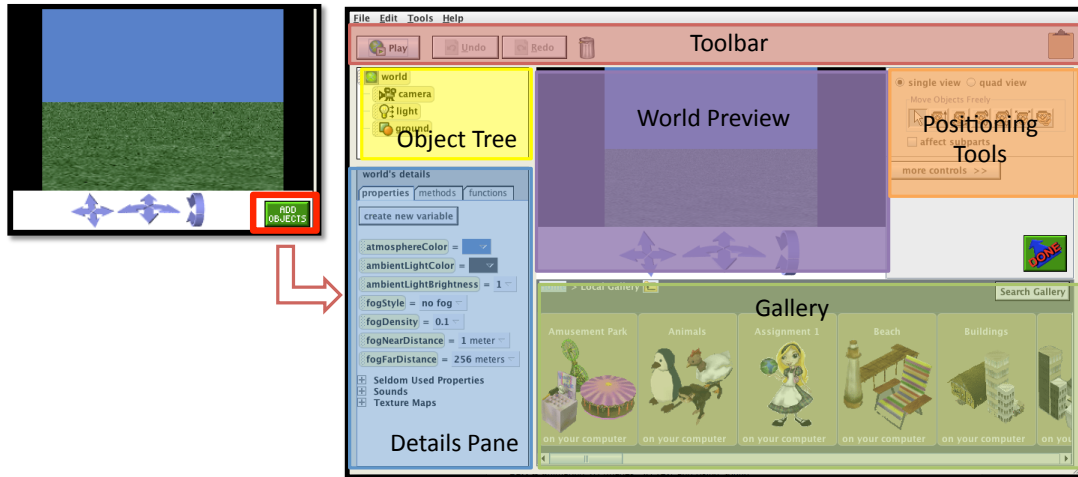 ADD
OBJECTS
File Edit Tools Help
Play Undo Redo
Toolbar
world
camera
light
ground
Object Tree
World Preview
single view quad view
Move Objects Freely
affect subparts
Positioning
Tools
more controls >>
DONE
world's details
properties methods functions
create new variable
atmosphereColor =
ambientLightColor =
ambientLightBrightness = 1
fogStyle = no fog
fogDensity = 0.1
fogNearDistance = 1 meter
fogFarDistance = 256 meters
Seldom Used Properties
Sounds
Texture Maps
Details Pane
> Local Gallery
Search Gallery
Gallery
Amusement Park Animals Assignment 1 Beach Buildings
on your computer on your computer on your computer on your computer on your computer on you